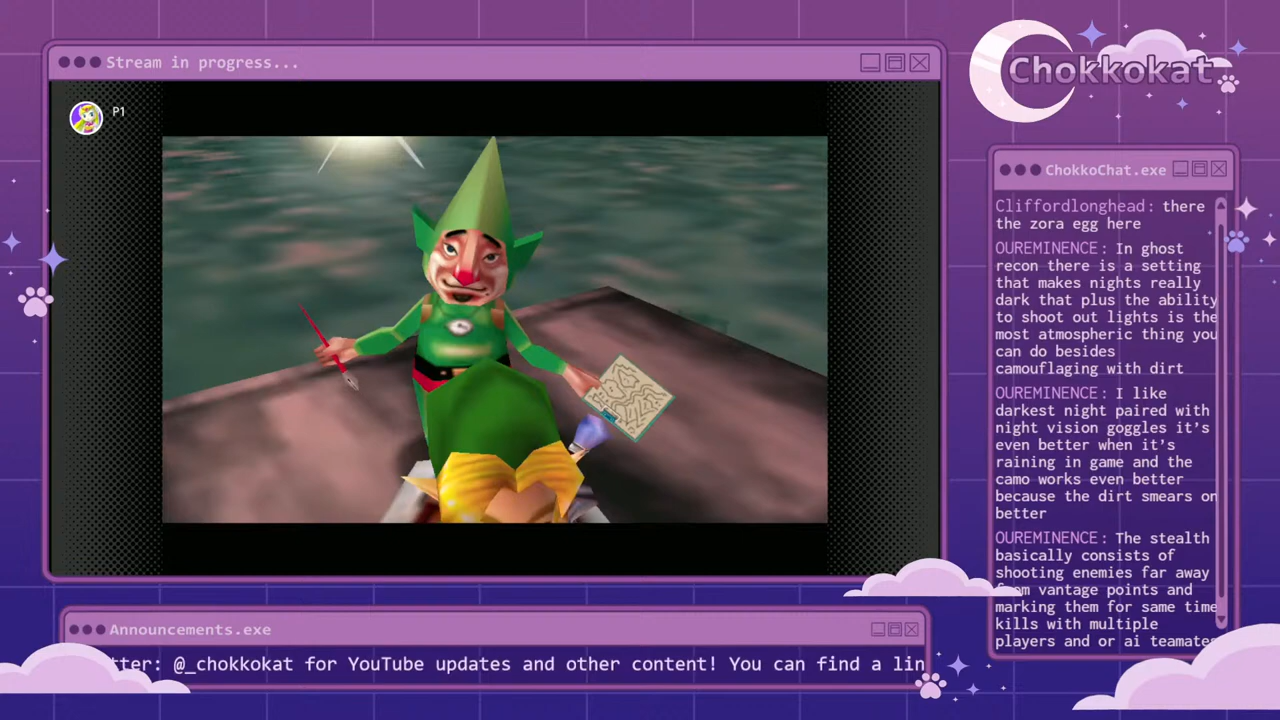 Stream in progress...
P1
Chokkokat
ChokkoChat.exe
Cliffordlonghead: there
the zora egg here
OUREMINENCE: In ghost
recon there is a setting
that makes nights really
dark that plus the ability
to shoot out lights is the
most atmospheric thing you
can do besides
camouflaging with dirt
OUREMINENCE: I like
darkest night paired with
night vision goggles it's
even better when it's
raining in game and the
camo works even better
because the dirt smears on
better
OUREMINENCE: The stealth
basically consists of
shooting enemies far away
from vantage points and
marking them for same time
kills with multiple
players and or ai teamates
Announcements.exe
tter: @_chokkokat for YouTube updates and other content! You can find a lin